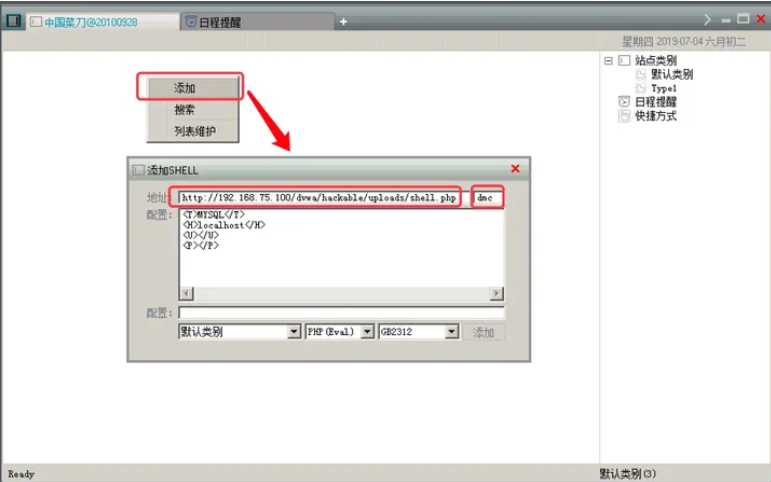 中国菜刀@20100928
日程提醒
+
星期四 2019-07-04 六月初二
添加
搜索
列表维护
站点类别
默认类别
Type1
日程提醒
快捷方式
添加SHELL
地址: http://192.168.75.100/dvwa/hackable/uploads/shell.php dmc
配置: <T>MYSQL</T>
<H>localhost</H>
<U></U>
<P></P>
配置:
默认类别 PHP(Eval) GB2312 添加
Ready 默认类别(3)